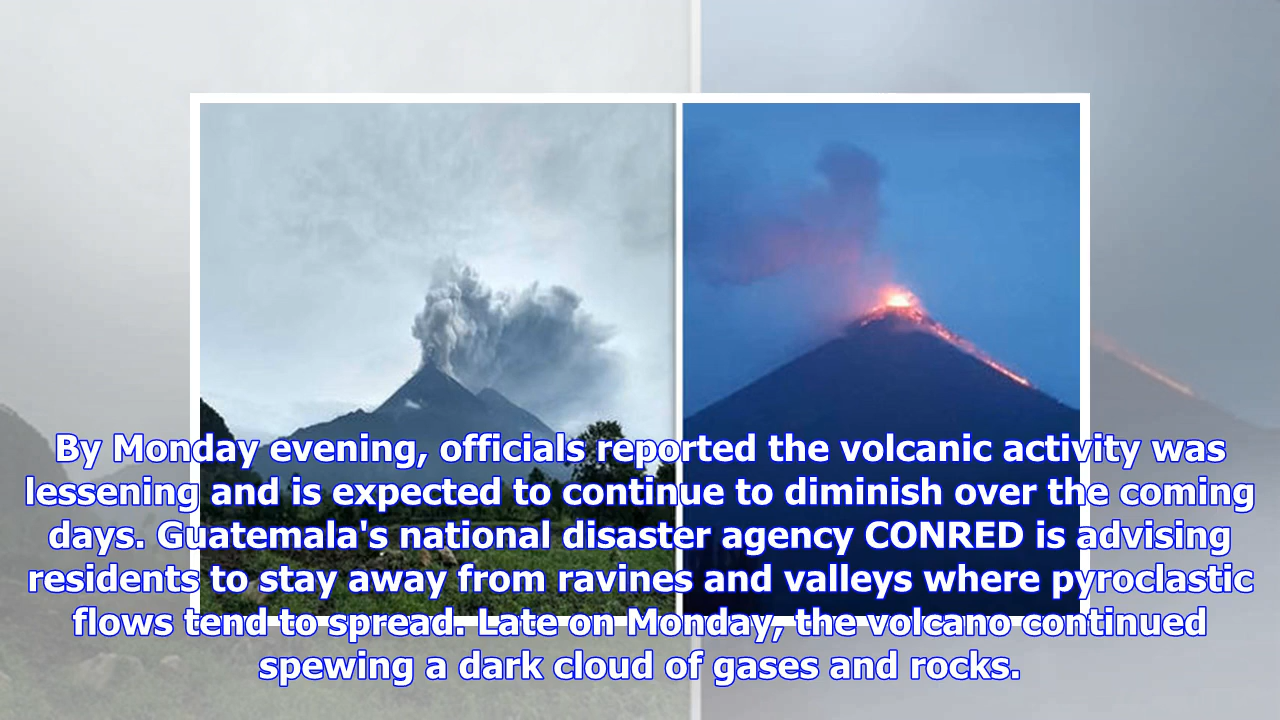 By Monday evening, officials reported the volcanic activity was
lessening and is expected to continue to diminish over the coming
days. Guatemala's national disaster agency CONRED is advising
residents to stay away from ravines and valleys where pyroclastic
flows tend to spread. Late on Monday, the volcano continued
spewing a dark cloud of gases and rocks.